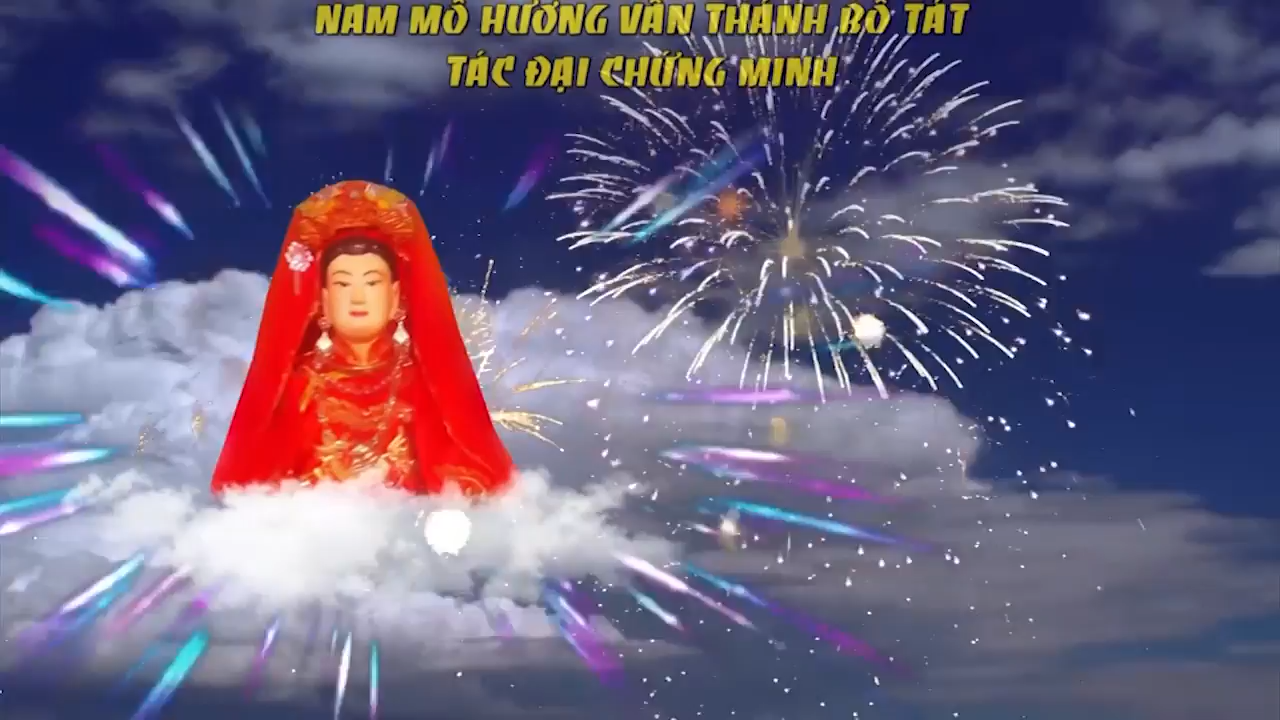 NAM MÔ HƯƠNG VÂN THÁNH BỒ TÁT
TÁC ĐẠI CHỨNG MINH